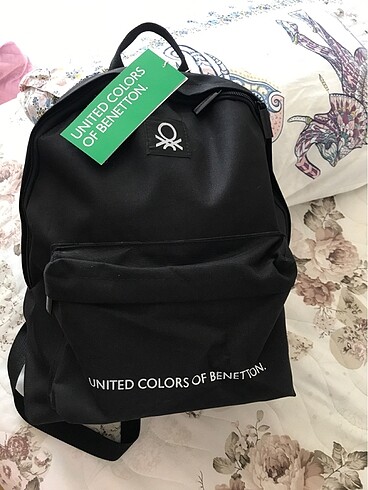 UNITED COLORS
OF BENETTON.
UNITED COLORS OF BENETTON.